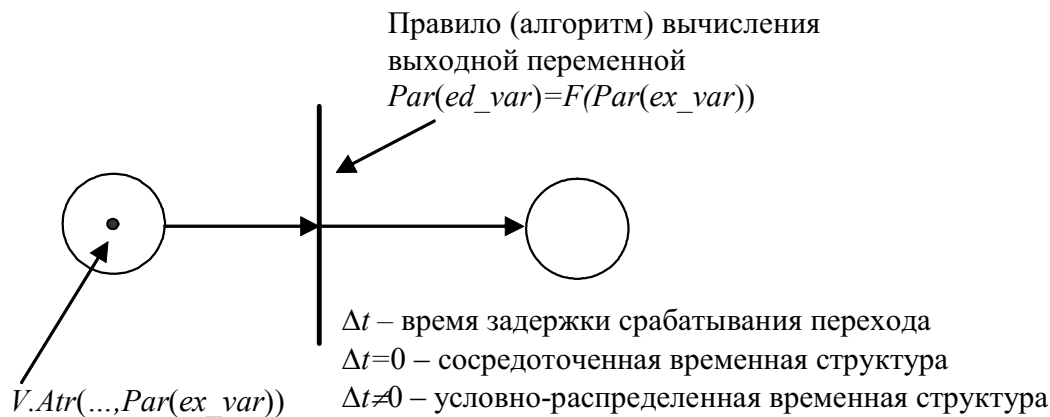 Правило (алгоритм) вычисления
выходной переменной
Par(ed_var)=F(Par(ex_var))
Δt – время задержки срабатывания перехода
Δt=0 – сосредоточенная временная структура
V.Atr(...,Par(ex_var))
Δt≠0 – условно-распределенная временная структура